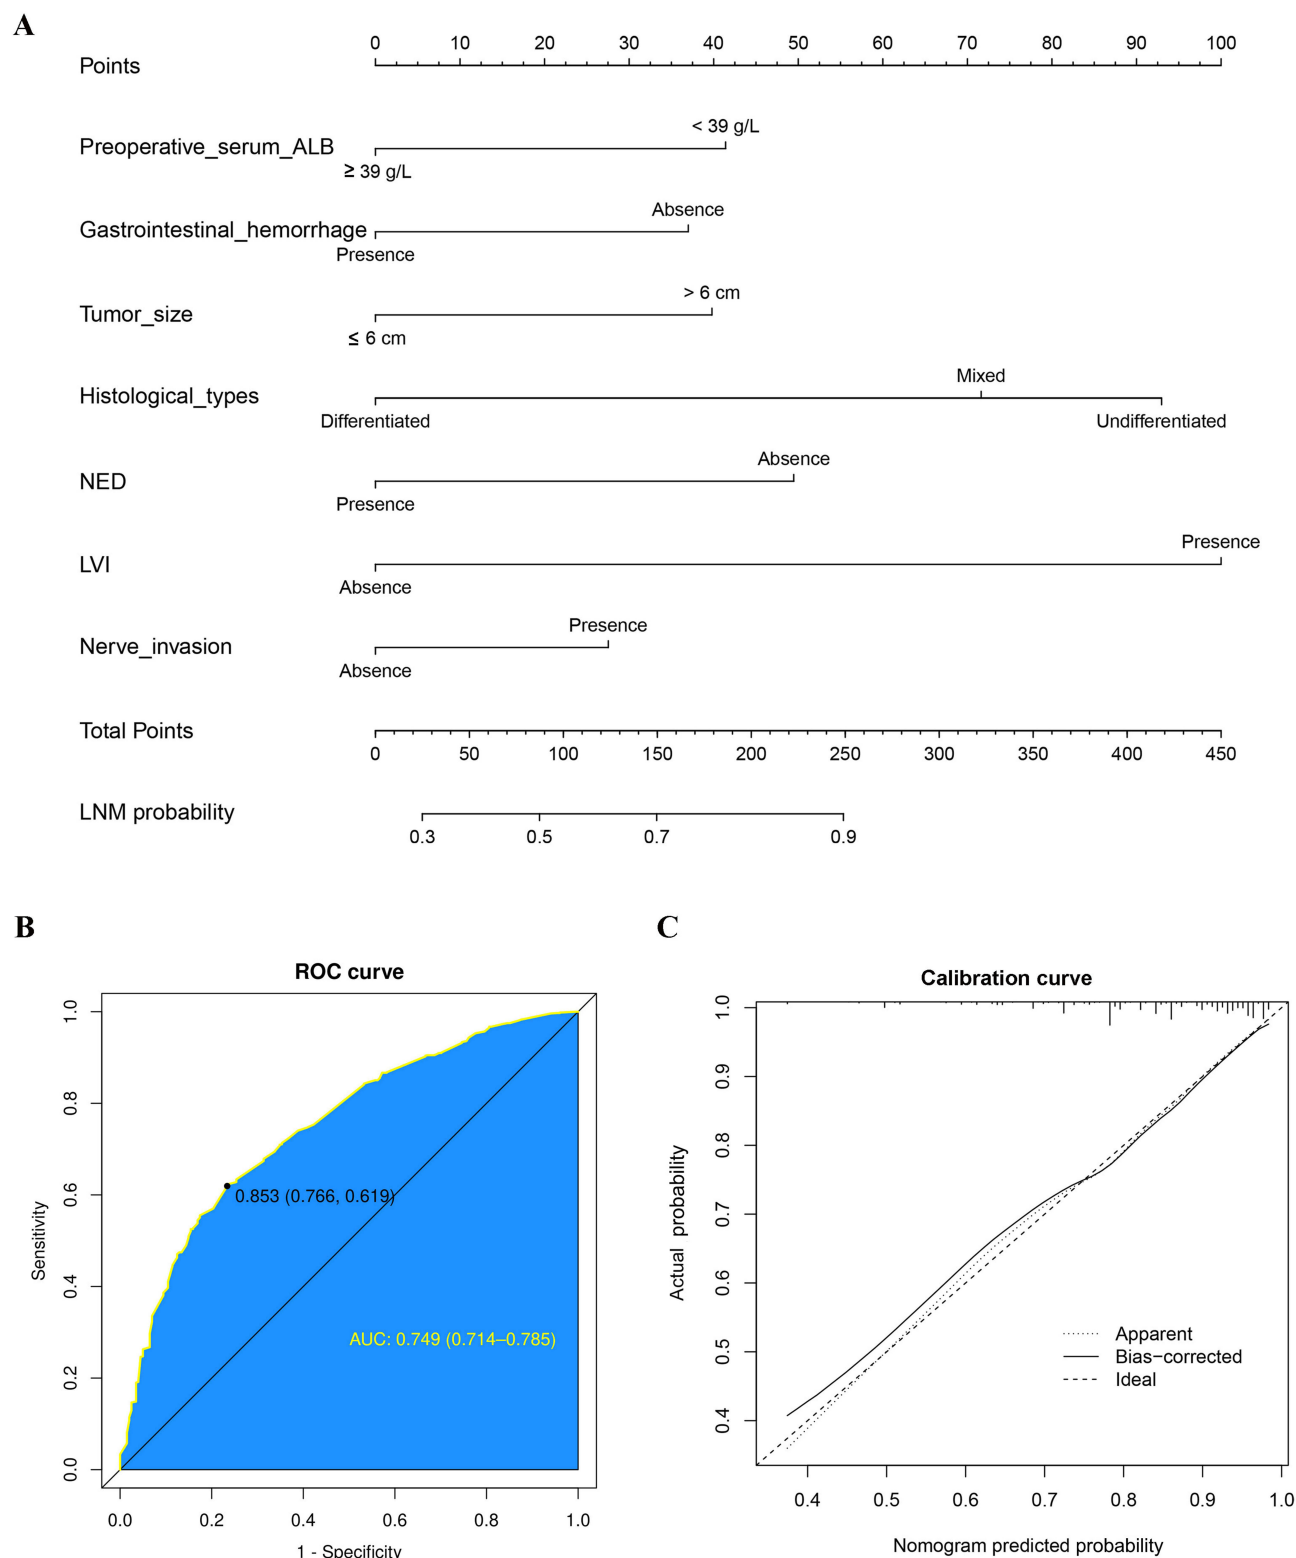 A
0 10 20 30 40 50 60 70 80 90 100
Points
< 39 g/L
Preoperative_serum_ALB
≥ 39 g/L
Absence
Gastrointestinal_hemorrhage
Presence
> 6 cm
Tumor_size
≤ 6 cm
Mixed
Histological_types
Differentiated Undifferentiated
Absence
NED
Presence
Presence
LVI
Absence
Presence
Nerve_invasion
Absence
Total Points
0 50 100 150 200 250 300 350 400 450
LNM probability
0.3 0.5 0.7 0.9
B
ROC curve
Sensitivity
1.0
0.8
0.6
0.4
0.2
0.0
0.853 (0.766, 0.619)
AUC: 0.749 (0.714–0.785)
0.0 0.2 0.4 0.6 0.8 1.0
1 - Specificity
C
Calibration curve
Actual probability
1.0
0.9
0.8
0.7
0.6
0.5
0.4
Apparent
Bias−corrected
Ideal
0.4 0.5 0.6 0.7 0.8 0.9 1.0
Nomogram predicted probability